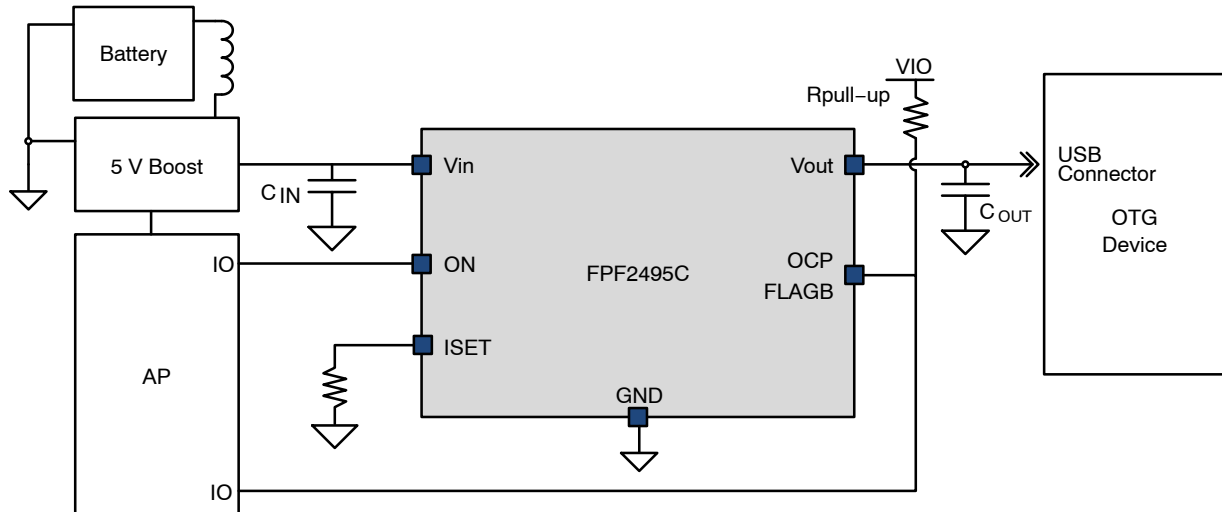 Battery
5 V Boost
C IN
IO
AP
IO
Vin
ON
ISET
FPF2495C
GND
Vout
OCP
FLAGB
VIO
Rpull−up
C OUT
USB
Connector
OTG
Device